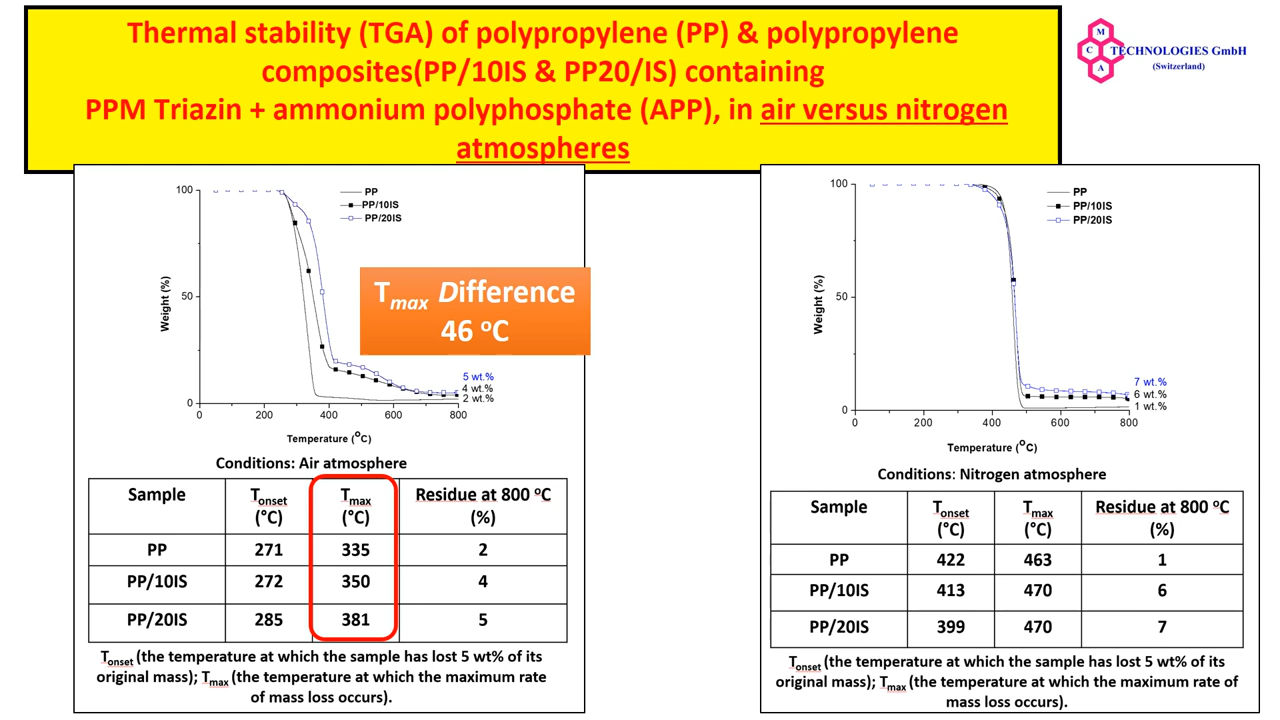 Thermal stability (TGA) of polypropylene (PP) & polypropylene
composites(PP/10IS & PP20/IS) containing
PPM Triazin + ammonium polyphosphate (APP), in air versus nitrogen
atmospheres
M
C
A
TECHNOLOGIES GmbH
(Switzerland)
100
50
0
Weight (%)
PP
PP/10IS
PP/20IS
Tmax Difference
46 °C
5 wt.%
4 wt.%
2 wt.%
0 200 400 600 800
Temperature (°C)
Conditions: Air atmosphere
Sample Tonset (°C) Tmax (°C) Residue at 800 °C (%)
PP 271 335 2
PP/10IS 272 350 4
PP/20IS 285 381 5
Tonset (the temperature at which the sample has lost 5 wt% of its
original mass); Tmax (the temperature at which the maximum rate
of mass loss occurs).
100
50
0
Weight (%)
PP
PP/10IS
PP/20IS
7 wt.%
6 wt.%
1 wt.%
0 200 400 600 800
Temperature (°C)
Conditions: Nitrogen atmosphere
Sample Tonset (°C) Tmax (°C) Residue at 800 °C (%)
PP 422 463 1
PP/10IS 413 470 6
PP/20IS 399 470 7
Tonset (the temperature at which the sample has lost 5 wt% of its
original mass); Tmax (the temperature at which the maximum rate of
mass loss occurs).